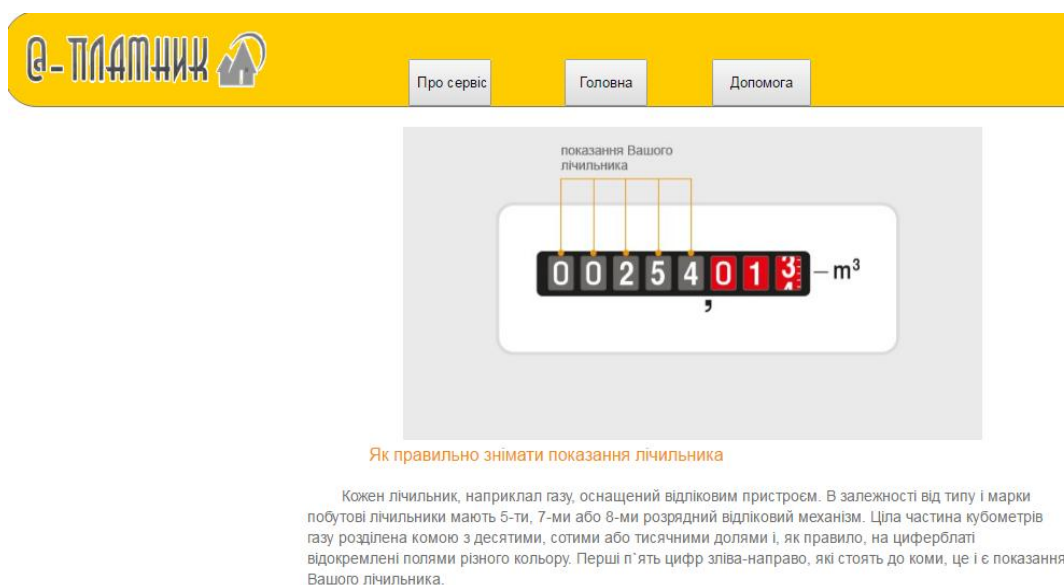 @-ПЛАТНИК
Про сервіс
Головна
Допомога
показання Вашого
лічильника
0 0 2 5 4 0 1 3 – m³
4
,
Як правильно знімати показання лічильника
Кожен лічильник, наприклал газу, оснащений відліковим пристроєм. В залежності від типу і марки
побутові лічильники мають 5-ти, 7-ми або 8-ми розрядний відліковий механізм. Ціла частина кубометрів
газу розділена комою з десятими, сотими або тисячними долями і, як правило, на циферблаті
відокремлені полями різного кольору. Перші п`ять цифр зліва-направо, які стоять до коми, це і є показання
Вашого лічильника.